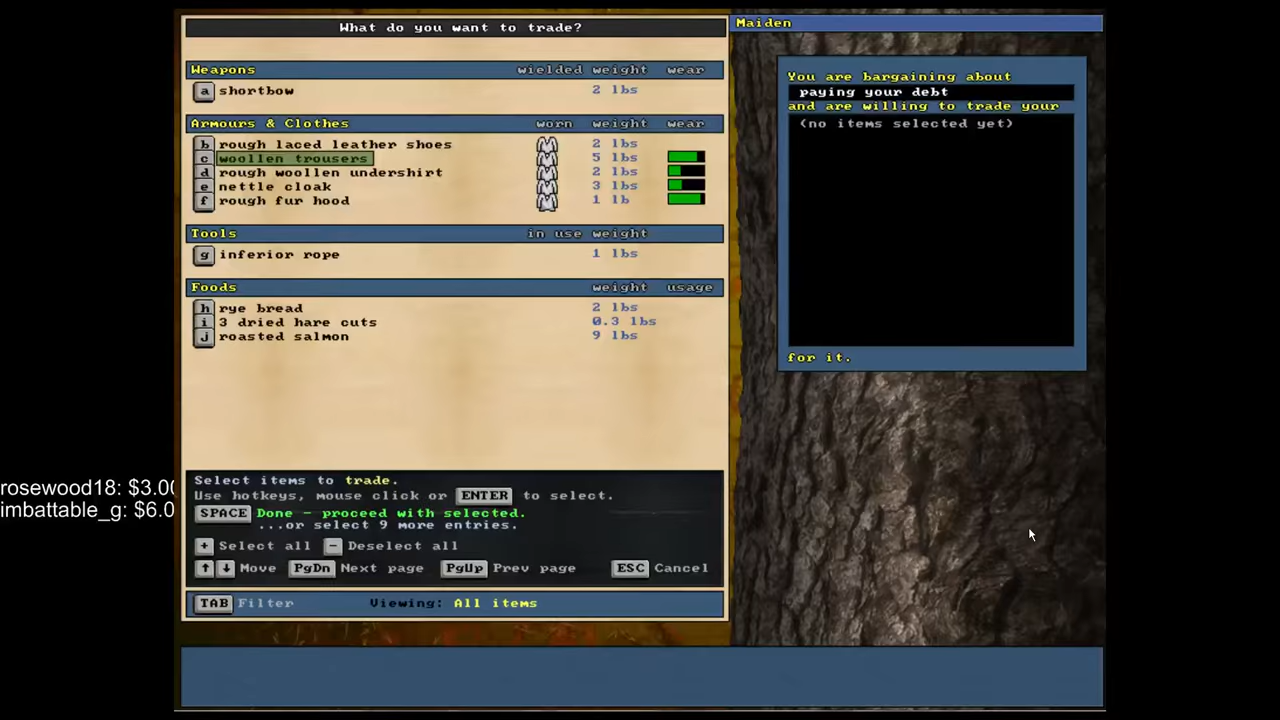 What do you want to trade?
Maiden
Weapons wielded weight wear
a shortbow 2 lbs
Armours & Clothes worn weight wear
b rough laced leather shoes 2 lbs
c woollen trousers 5 lbs
d rough woollen undershirt 2 lbs
e nettle cloak 3 lbs
f rough fur hood 1 lb
Tools in use weight
g inferior rope 1 lbs
Foods weight usage
h rye bread 2 lbs
i 3 dried hare cuts 0.3 lbs
j roasted salmon 9 lbs
Select items to trade.
Use hotkeys, mouse click or ENTER to select.
SPACE Done - proceed with selected.
...or select 9 more entries.
+ Select all - Deselect all
↑ ↓ Move PgDn Next page PgUp Prev page ESC Cancel
TAB Filter Viewing: All items
You are bargaining about
paying your debt
and are willing to trade your
(no items selected yet)
for it.
rosewood18: $3.00
imbattable_g: $6.0